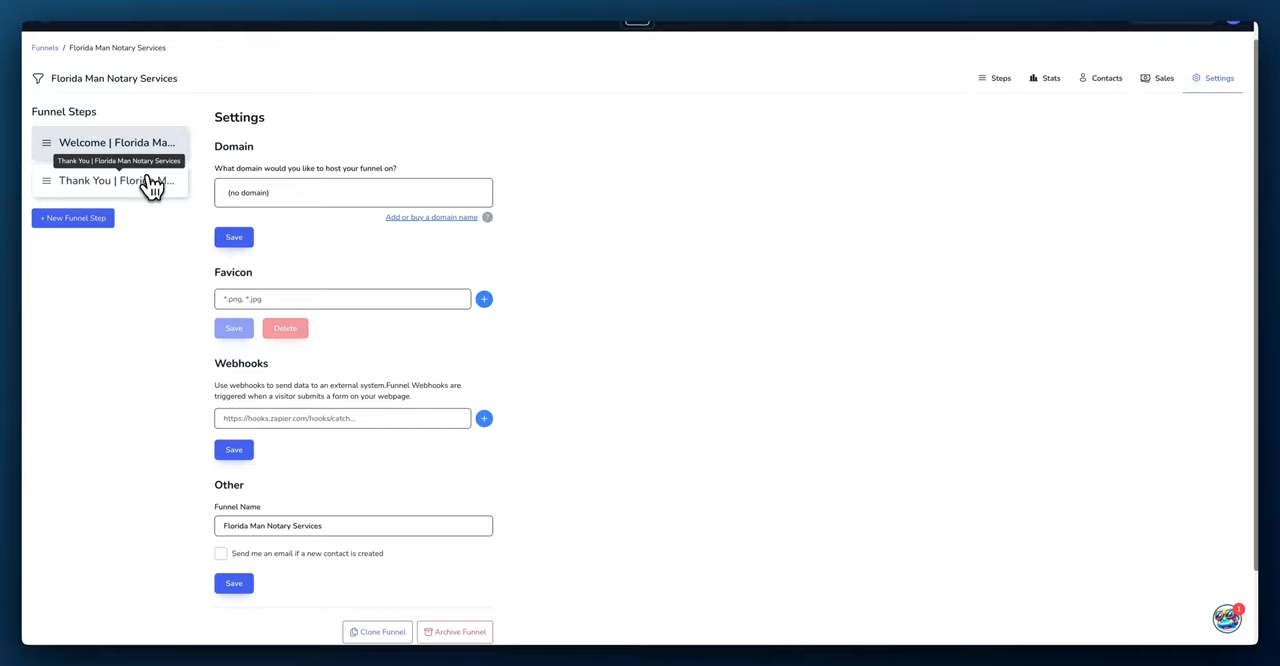 Funnels / Florida Man Notary Services
Florida Man Notary Services
Steps
Stats
Contacts
Sales
Settings
Funnel Steps
Welcome | Florida Ma...
Thank You | Florida Man Notary Services
Thank You | Flori M...
+ New Funnel Step
Settings
Domain
What domain would you like to host your funnel on?
(no domain)
Add or buy a domain name ?
Save
Favicon
*.png, *.jpg
Save
Delete
Webhooks
Use webhooks to send data to an external system.Funnel Webhooks are
triggered when a visitor submits a form on your webpage.
https://hooks.zapier.com/hooks/catch...
Save
Other
Funnel Name
Florida Man Notary Services
Send me an email if a new contact is created
Save
Clone Funnel
Archive Funnel
1